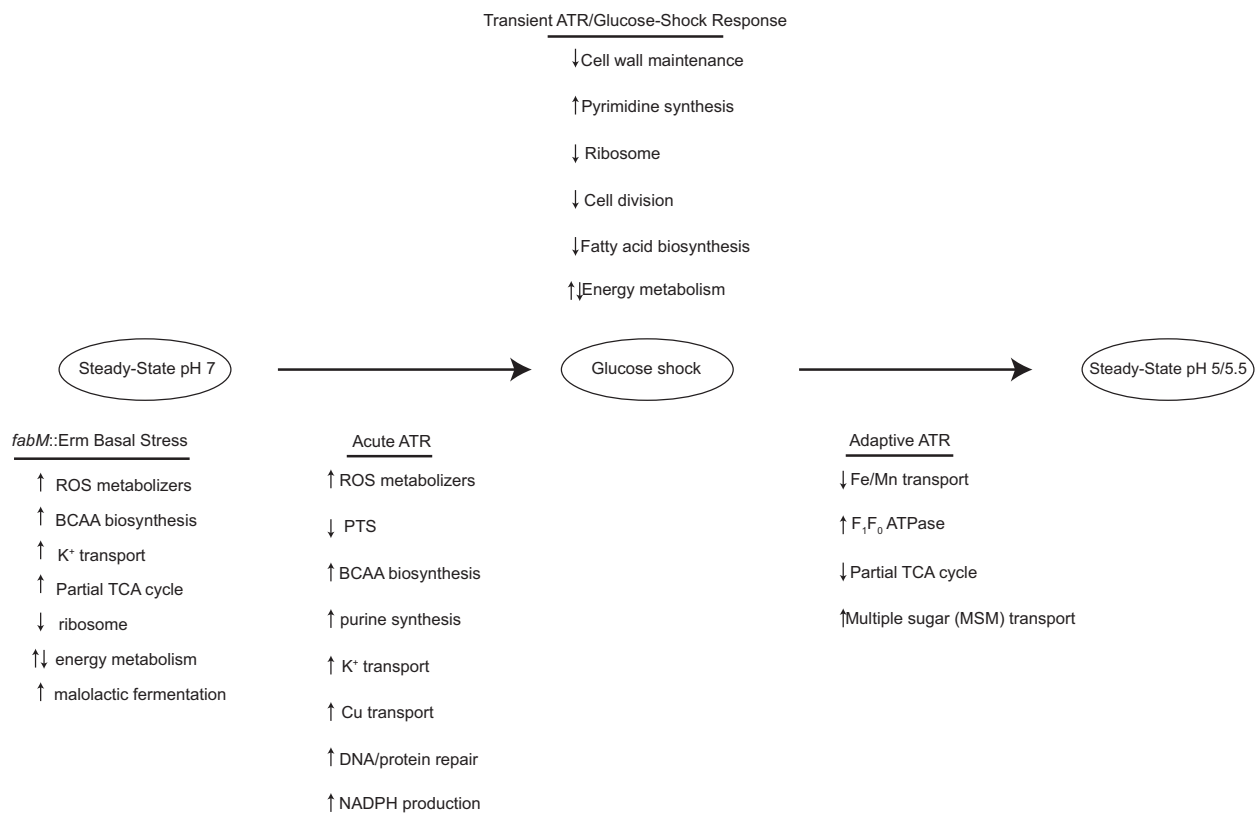 Transient ATR/Glucose-Shock Response
↓Cell wall maintenance
↑Pyrimidine synthesis
↓Ribosome
↓Cell division
↓Fatty acid biosynthesis
↑↓Energy metabolism
Steady-State pH 7
Glucose shock
Steady-State pH 5/5.5
fabM::Erm Basal Stress
↑ ROS metabolizers
↑ BCAA biosynthesis
↑ K⁺ transport
↑ Partial TCA cycle
↓ ribosome
↑↓ energy metabolism
↑ malolactic fermentation
Acute ATR
↑ROS metabolizers
↓ PTS
↑BCAA biosynthesis
↑purine synthesis
↑K⁺ transport
↑Cu transport
↑DNA/protein repair
↑NADPH production
Adaptive ATR
↓Fe/Mn transport
↑F₁F₀ ATPase
↓Partial TCA cycle
↑Multiple sugar (MSM) transport